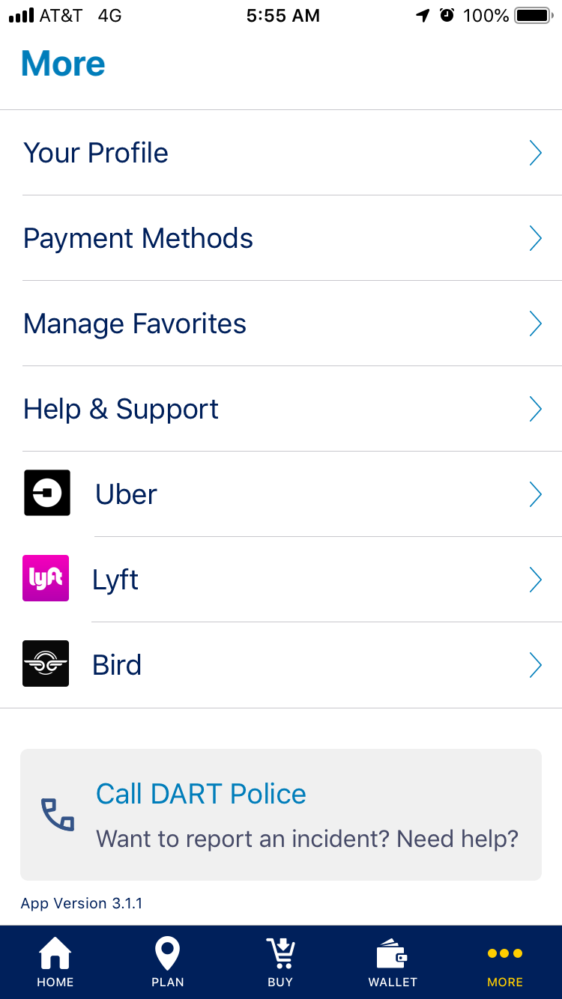 AT&T 4G 5:55 AM 100%
More
Your Profile
Payment Methods
Manage Favorites
Help & Support
Uber
lyft Lyft
Bird
Call DART Police
Want to report an incident? Need help?
App Version 3.1.1
HOME PLAN BUY WALLET MORE